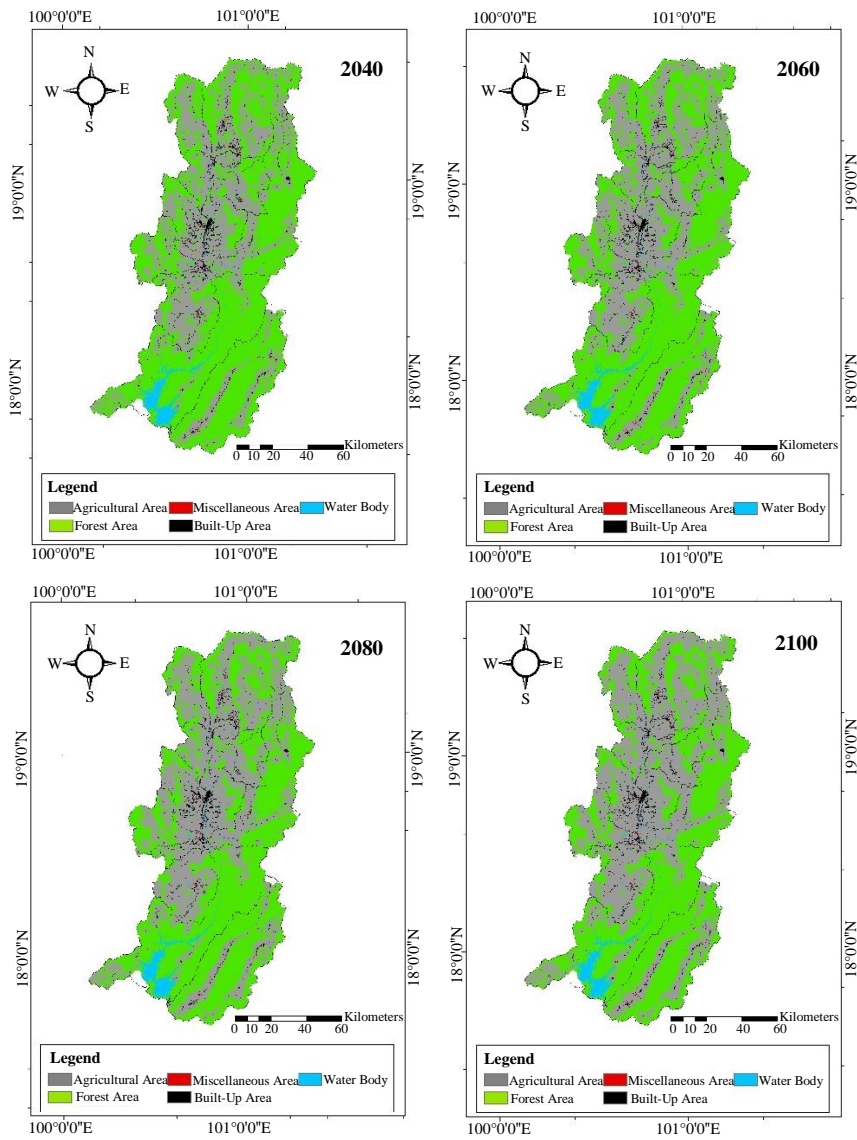 100°0'0"E 101°0'0"E
2040
N
W E
S
19°0'0"N 19°0'0"N
18°0'0"N 18°0'0"N
Kilometers
0 10 20 40 60
Legend
Agricultural Area Miscellaneous Area Water Body
Forest Area Built-Up Area
100°0'0"E 101°0'0"E
100°0'0"E 101°0'0"E
2060
N
W E
S
19°0'0"N 19°0'0"N
18°0'0"N 18°0'0"N
Kilometers
0 10 20 40 60
Legend
Agricultural Area Miscellaneous Area Water Body
Forest Area Built-Up Area
100°0'0"E 101°0'0"E
100°0'0"E 101°0'0"E
2080
N
W E
S
19°0'0"N 19°0'0"N
18°0'0"N 18°0'0"N
Kilometers
0 10 20 40 60
Legend
Agricultural Area Miscellaneous Area Water Body
Forest Area Built-Up Area
100°0'0"E 101°0'0"E
100°0'0"E 101°0'0"E
2100
N
W E
S
19°0'0"N 19°0'0"N
18°0'0"N 18°0'0"N
Kilometers
0 10 20 40 60
Legend
Agricultural Area Miscellaneous Area Water Body
Forest Area Built-Up Area
100°0'0"E 101°0'0"E